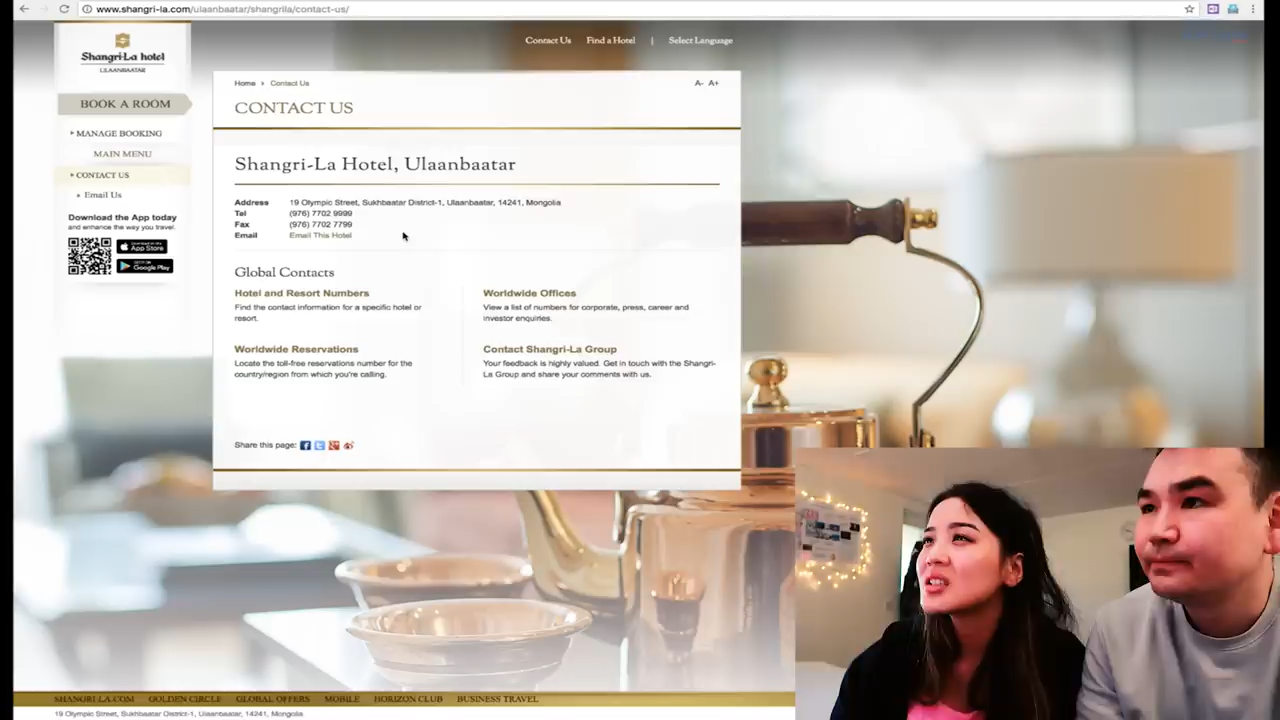 www.shangri-la.com/ulaanbaatar/shangrila/contact-us/
Contact Us Find a Hotel | Select Language
Shangri-La hotel
ULAANBAATAR
BOOK A ROOM
MANAGE BOOKING
MAIN MENU
CONTACT US
Email Us
Download the App today
and enhance the way you travel.
App Store
Google Play
Home Contact Us A- A+
CONTACT US
Shangri-La Hotel, Ulaanbaatar
Address 19 Olympic Street, Sukhbaatar District-1, Ulaanbaatar, 14241, Mongolia
Tel (976) 7702 9999
Fax (976) 7702 7799
Email Email This Hotel
Global Contacts
Hotel and Resort Numbers
Find the contact information for a specific hotel or
resort.
Worldwide Offices
View a list of numbers for corporate, press, career and
investor enquiries.
Worldwide Reservations
Locate the toll-free reservations number for the
country/region from which you're calling.
Contact Shangri-La Group
Your feedback is highly valued. Get in touch with the Shangri-
La Group and share your comments with us.
Share this page:
SHANGRI-LA.COM GOLDEN CIRCLE GLOBAL OFFERS MOBILE HORIZON CLUB BUSINESS TRAVEL
19 Olympic Street, Sukhbaatar District-1, Ulaanbaatar, 14241, Mongolia